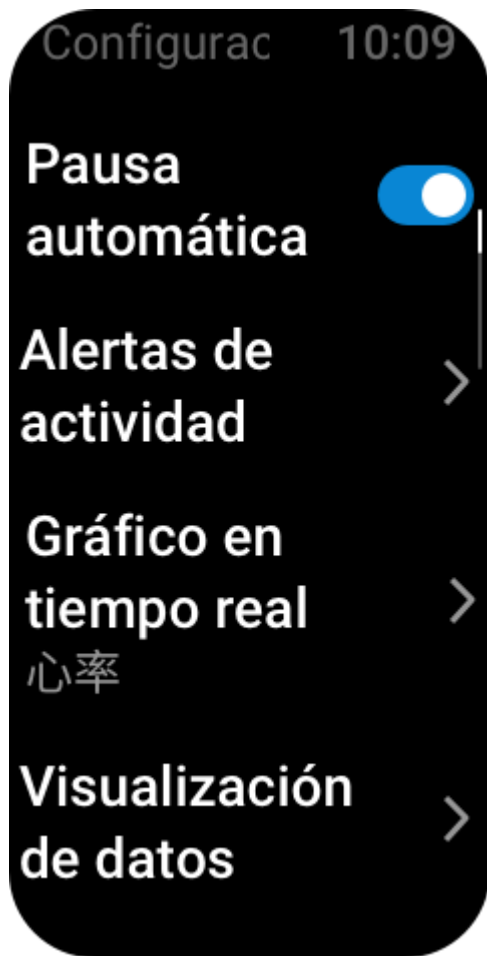 Configurac 10:09
Pausa
automática
Alertas de
actividad
Gráfico en
tiempo real
心率
Visualización
de datos